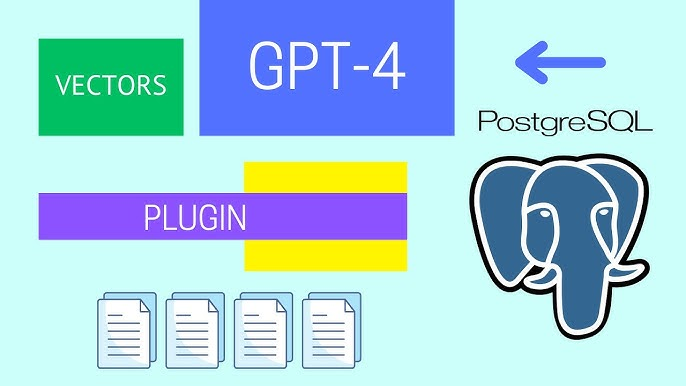 VECTORS
GPT-4
PostgreSQL
PLUGIN